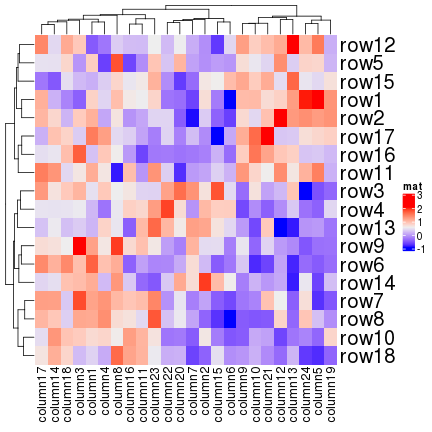 row12
row5
row15
row1
row2
row17
row16
row11
row3
row4
row13
row9
row6
row14
row7
row8
row10
row18
mat
3
2
1
0
-1
column17
column14
column18
column3
column1
column4
column8
column16
column11
column23
column22
column20
column7
column2
column15
column6
column9
column10
column21
column12
column13
column24
column5
column19